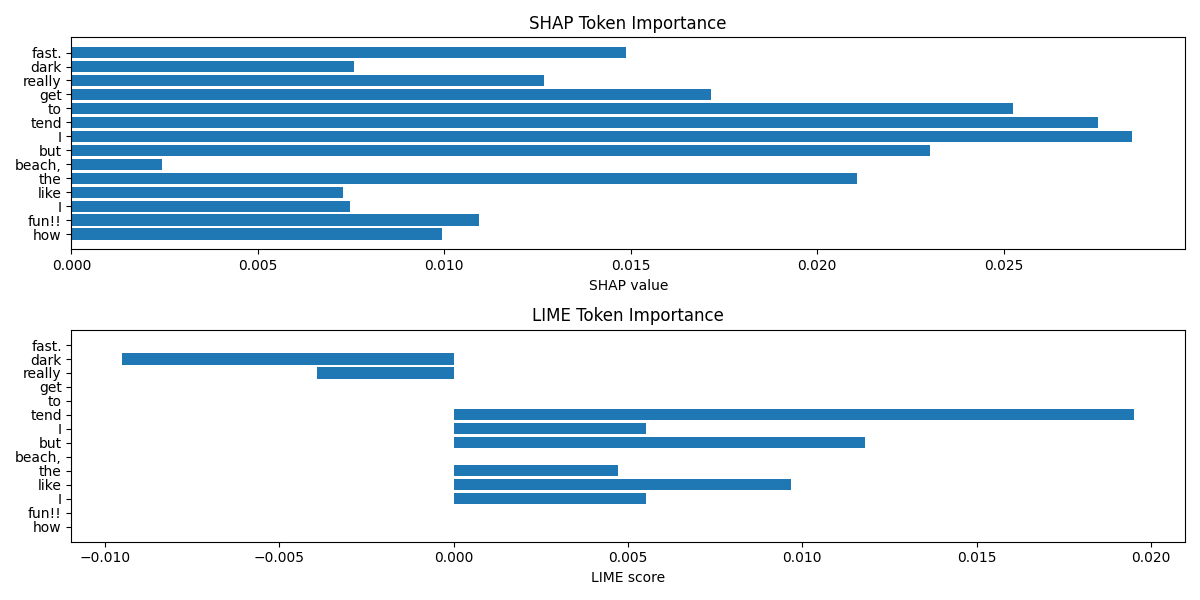 SHAP Token Importance
fast.
dark
really
get
to
tend
I
but
beach,
the
like
I
fun!!
how
0.000 0.005 0.010 0.015 0.020 0.025
SHAP value
LIME Token Importance
fast.
dark
really
get
to
tend
I
but
beach,
the
like
I
fun!!
how
−0.010 −0.005 0.000 0.005 0.010 0.015 0.020
LIME score